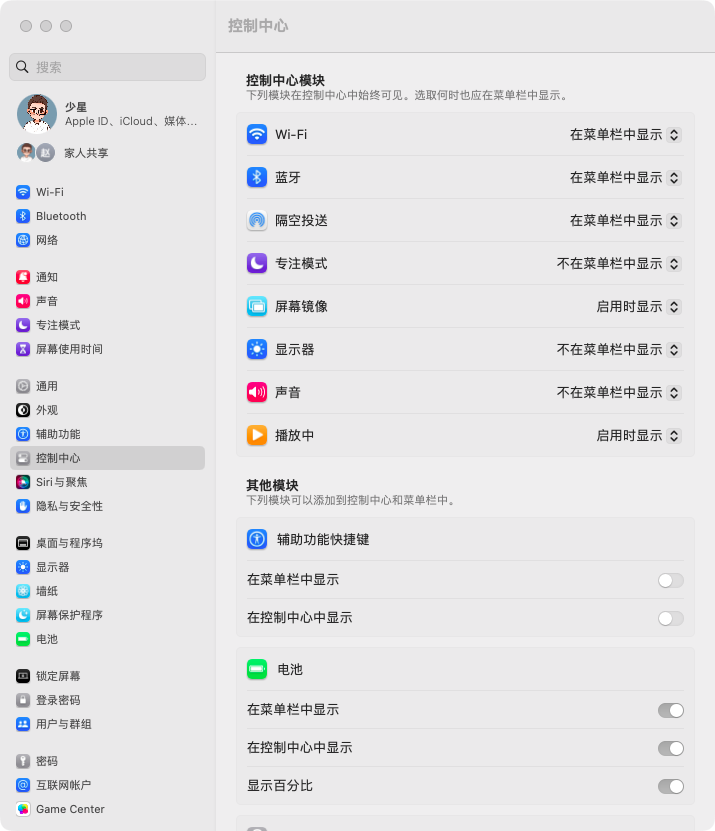 控制中心
搜索
少星
Apple ID、iCloud、媒体...
赵
家人共享
Wi-Fi
Bluetooth
网络
通知
声音
专注模式
屏幕使用时间
通用
外观
辅助功能
控制中心
Siri与聚焦
隐私与安全性
桌面与程序坞
显示器
墙纸
屏幕保护程序
电池
锁定屏幕
登录密码
用户与群组
密码
互联网帐户
Game Center
控制中心模块
下列模块在控制中心中始终可见。选取何时也应在菜单栏中显示。
Wi-Fi 在菜单栏中显示
蓝牙 在菜单栏中显示
隔空投送 在菜单栏中显示
专注模式 不在菜单栏中显示
屏幕镜像 启用时显示
显示器 不在菜单栏中显示
声音 不在菜单栏中显示
播放中 启用时显示
其他模块
下列模块可以添加到控制中心和菜单栏中。
辅助功能快捷键
在菜单栏中显示
在控制中心中显示
电池
在菜单栏中显示
在控制中心中显示
显示百分比